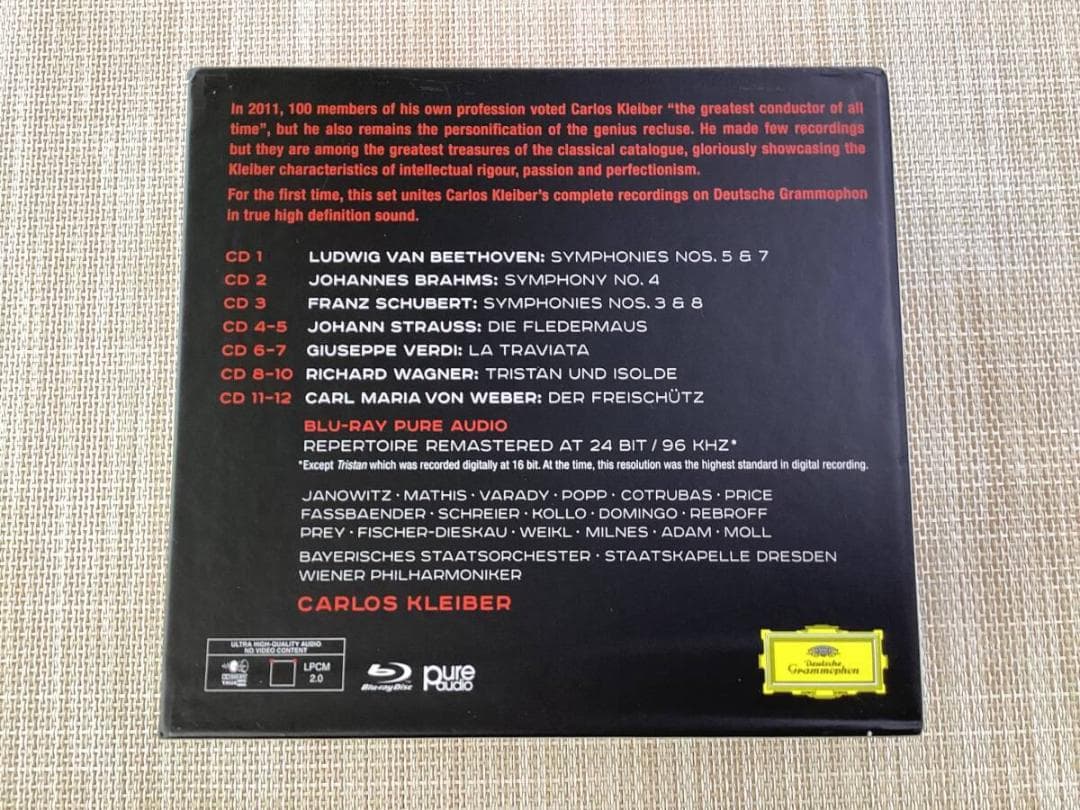 In 2011, 100 members of his own profession voted Carlos Kleiber “the greatest conductor of all
time”, but he also remains the personification of the genius recluse. He made few recordings
but they are among the greatest treasures of the classical catalogue, gloriously showcasing the
Kleiber characteristics of intellectual rigour, passion and perfectionism.
For the first time, this set unites Carlos Kleiber's complete recordings on Deutsche Grammophon
in true high definition sound.
CD 1 LUDWIG VAN BEETHOVEN: SYMPHONIES NOS. 5 & 7
CD 2 JOHANNES BRAHMS: SYMPHONY NO. 4
CD 3 FRANZ SCHUBERT: SYMPHONIES NOS. 3 & 8
CD 4–5 JOHANN STRAUSS: DIE FLEDERMAUS
CD 6–7 GIUSEPPE VERDI: LA TRAVIATA
CD 8–10 RICHARD WAGNER: TRISTAN UND ISOLDE
CD 11–12 CARL MARIA VON WEBER: DER FREISCHÜTZ
BLU-RAY PURE AUDIO
REPERTOIRE REMASTERED AT 24 BIT / 96 KHZ*
*Except Tristan which was recorded digitally at 16 bit. At the time, this resolution was the highest standard in digital recording.
JANOWITZ · MATHIS · VARADY · POPP · COTRUBAS · PRICE
FASSBAENDER · SCHREIER · KOLLO · DOMINGO · REBROFF
PREY · FISCHER-DIESKAU · WEIKL · MILNES · ADAM · MOLL
BAYERISCHES STAATSORCHESTER · STAATSKAPELLE DRESDEN
WIENER PHILHARMONIKER
CARLOS KLEIBER
ULTRA HIGH-QUALITY AUDIO
NO VIDEO CONTENT
LPCM
2.0
Blu-ray Disc
pure
audio
Deutsche
Grammophon